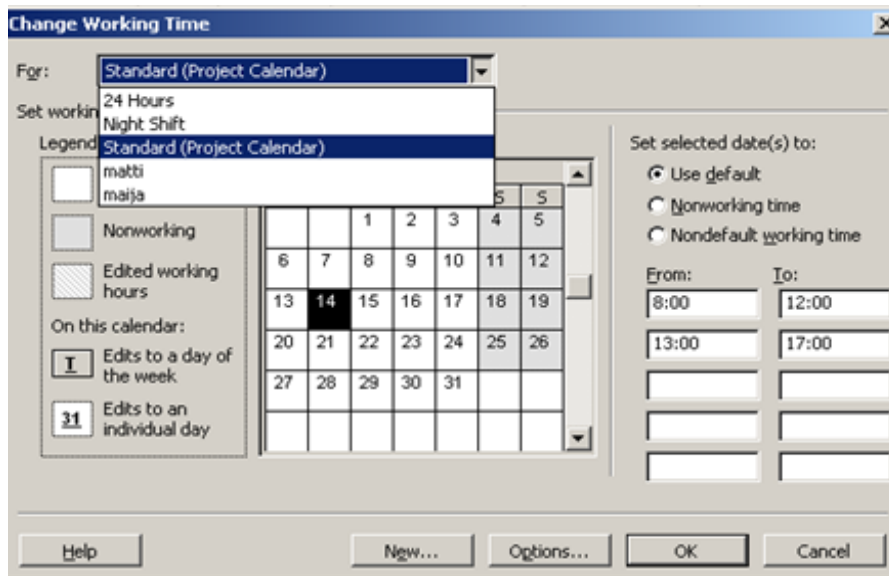 Change Working Time
For: Standard (Project Calendar)
24 Hours
Night Shift
Standard (Project Calendar)
matti
maija
Set workin
Legend
Nonworking
Edited working
hours
On this calendar:
T Edits to a day of
the week
31 Edits to an
individual day
S S
1 2 3 4 5
6 7 8 9 10 11 12
13 14 15 16 17 18 19
20 21 22 23 24 25 26
27 28 29 30 31
Set selected date(s) to:
Use default
Nonworking time
Nondefault working time
From: To:
8:00 12:00
13:00 17:00
Help New... Options... OK Cancel